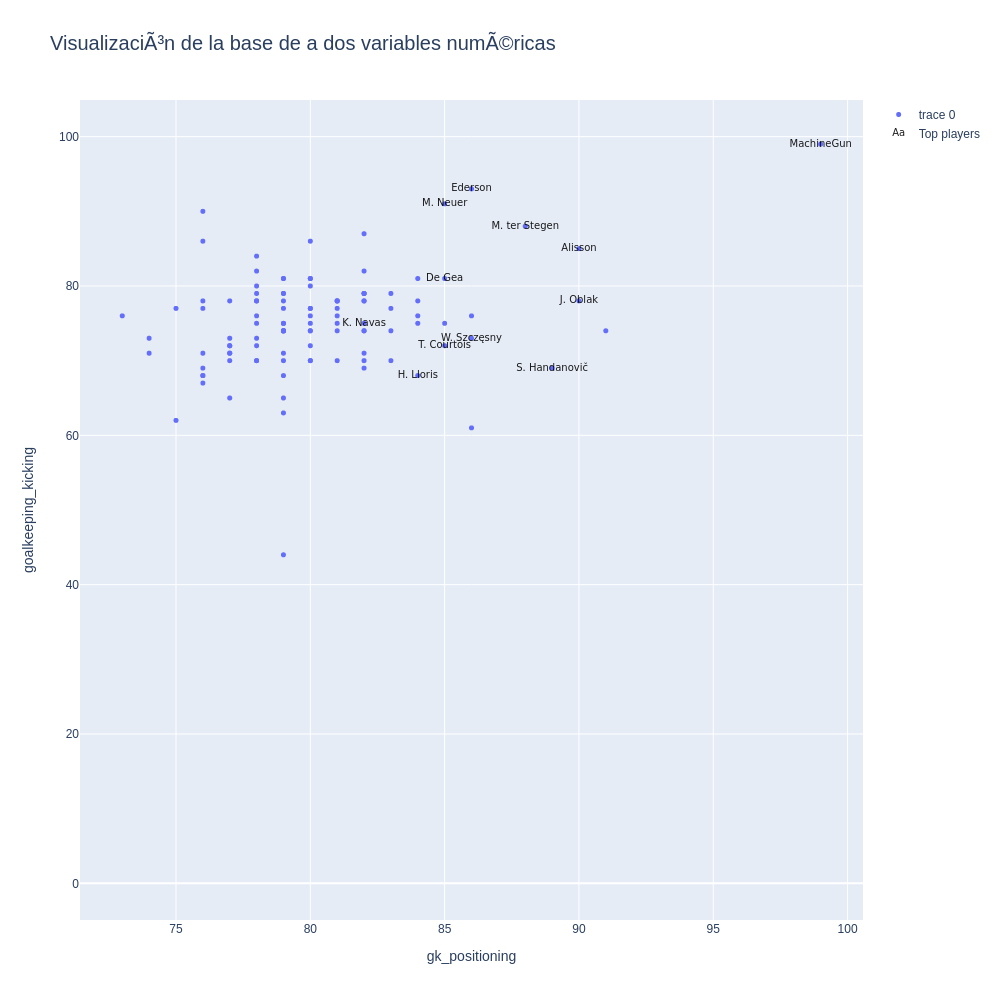 VisualizaciÃ³n de la base de a dos variables numÃ©ricas
trace 0
Aa Top players
MachineGun
Ederson
M. Neuer
M. ter Stegen
Alisson
De Gea
J. Oblak
K. Navas
W. Szczęsny
T. Courtois
S. Handanovič
H. Lloris
100
80
60
40
20
0
goalkeeping_kicking
75 80 85 90 95 100
gk_positioning